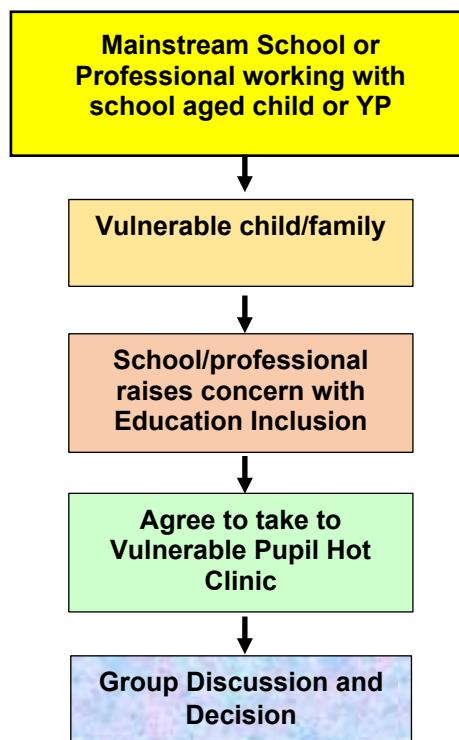 Mainstream School or
Professional working with
school aged child or YP
Vulnerable child/family
School/professional
raises concern with
Education Inclusion
Agree to take to
Vulnerable Pupil Hot
Clinic
Group Discussion and
Decision